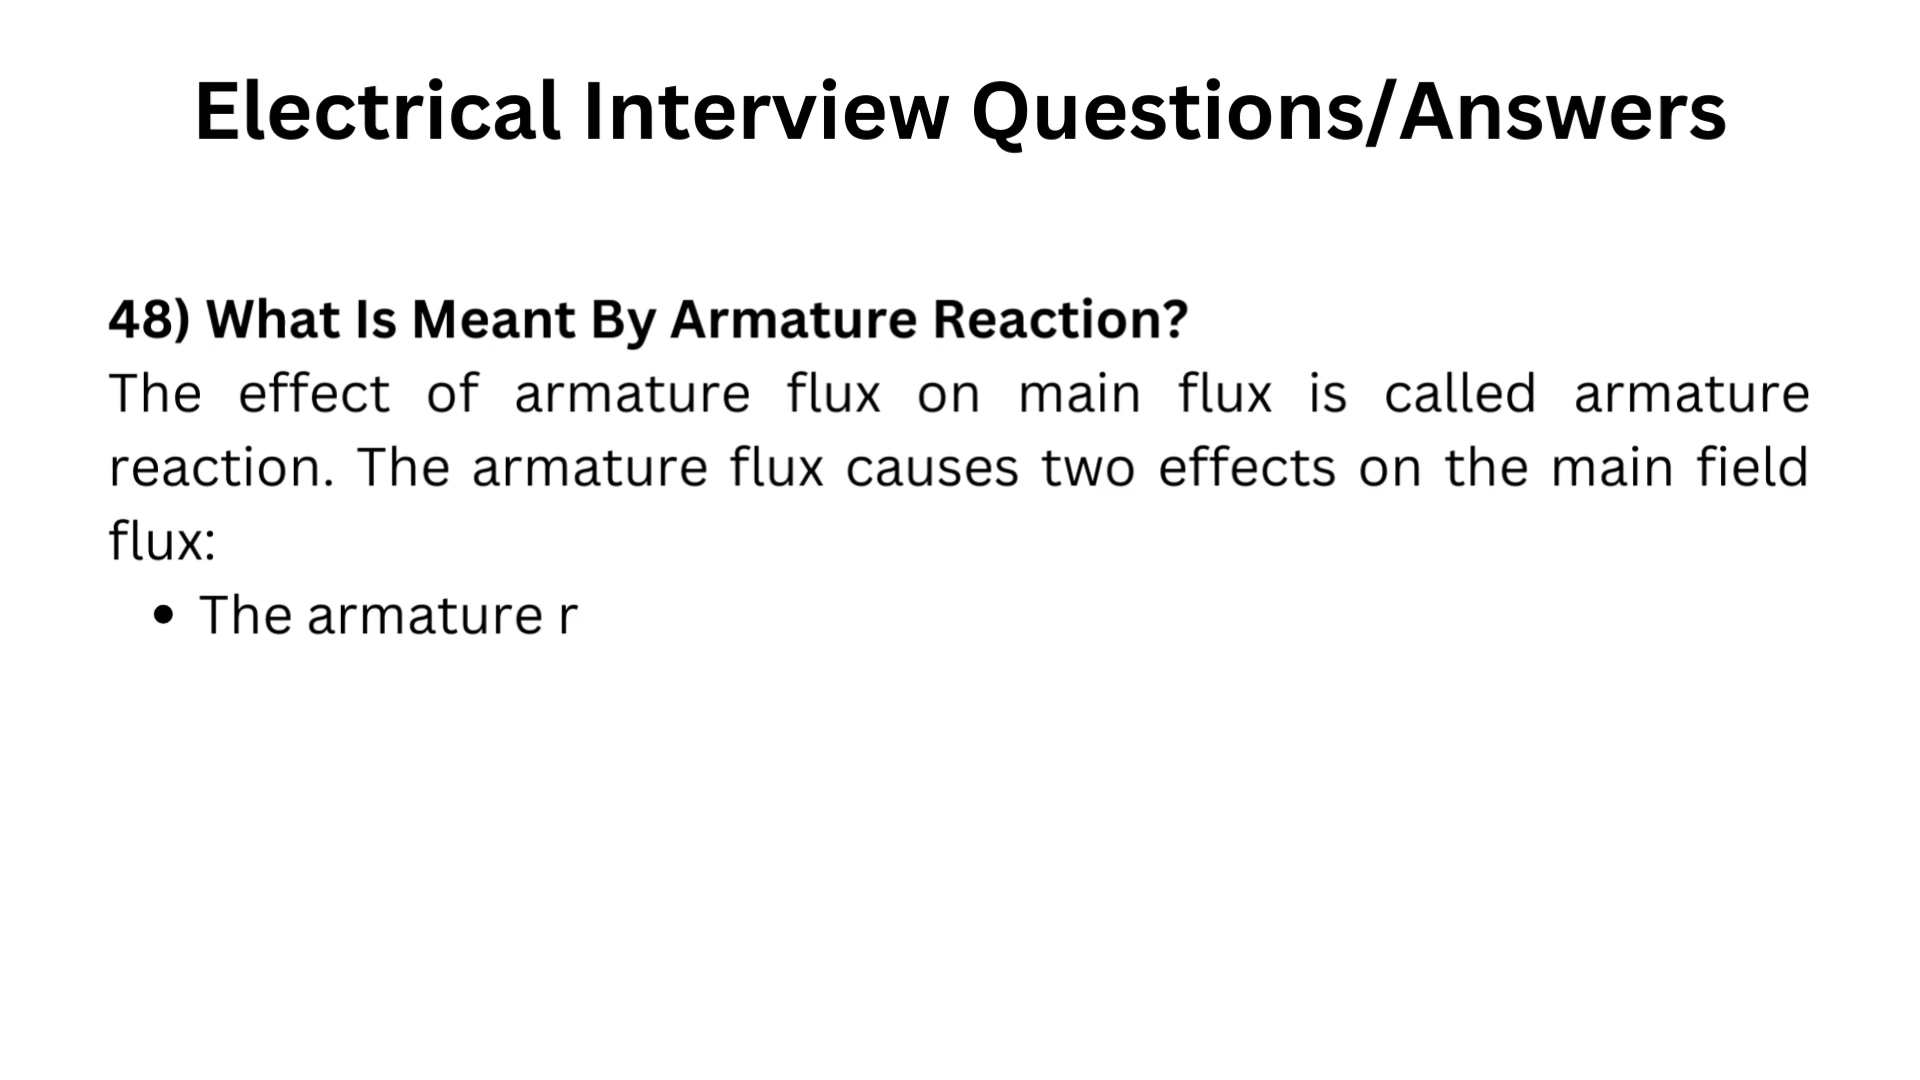 Electrical Interview Questions/Answers
48) What Is Meant By Armature Reaction?
The effect of armature flux on main flux is called armature
reaction. The armature flux causes two effects on the main field
flux:
• The armature r